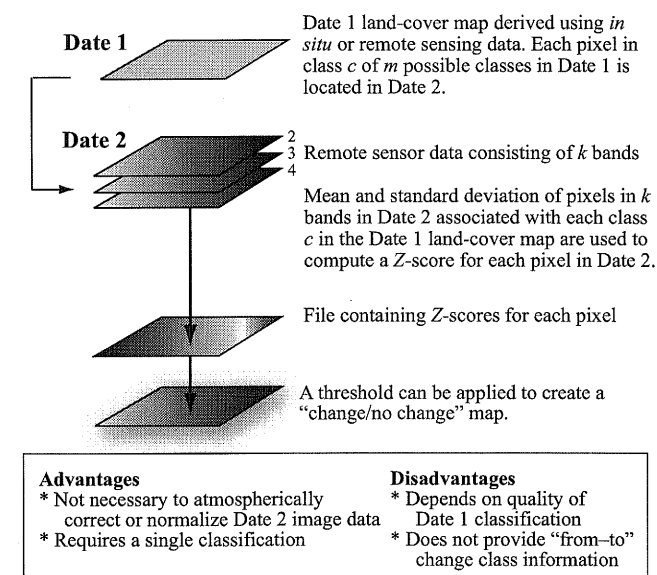 Date 1
Date 1 land-cover map derived using in
situ or remote sensing data. Each pixel in
class c of m possible classes in Date 1 is
located in Date 2.
Date 2
2
3
4
Remote sensor data consisting of k bands
Mean and standard deviation of pixels in k
bands in Date 2 associated with each class
c in the Date 1 land-cover map are used to
compute a Z-score for each pixel in Date 2.
File containing Z-scores for each pixel
A threshold can be applied to create a
“change/no change” map.
Advantages
* Not necessary to atmospherically
correct or normalize Date 2 image data
* Requires a single classification
Disadvantages
* Depends on quality of
Date 1 classification
* Does not provide “from–to”
change class information